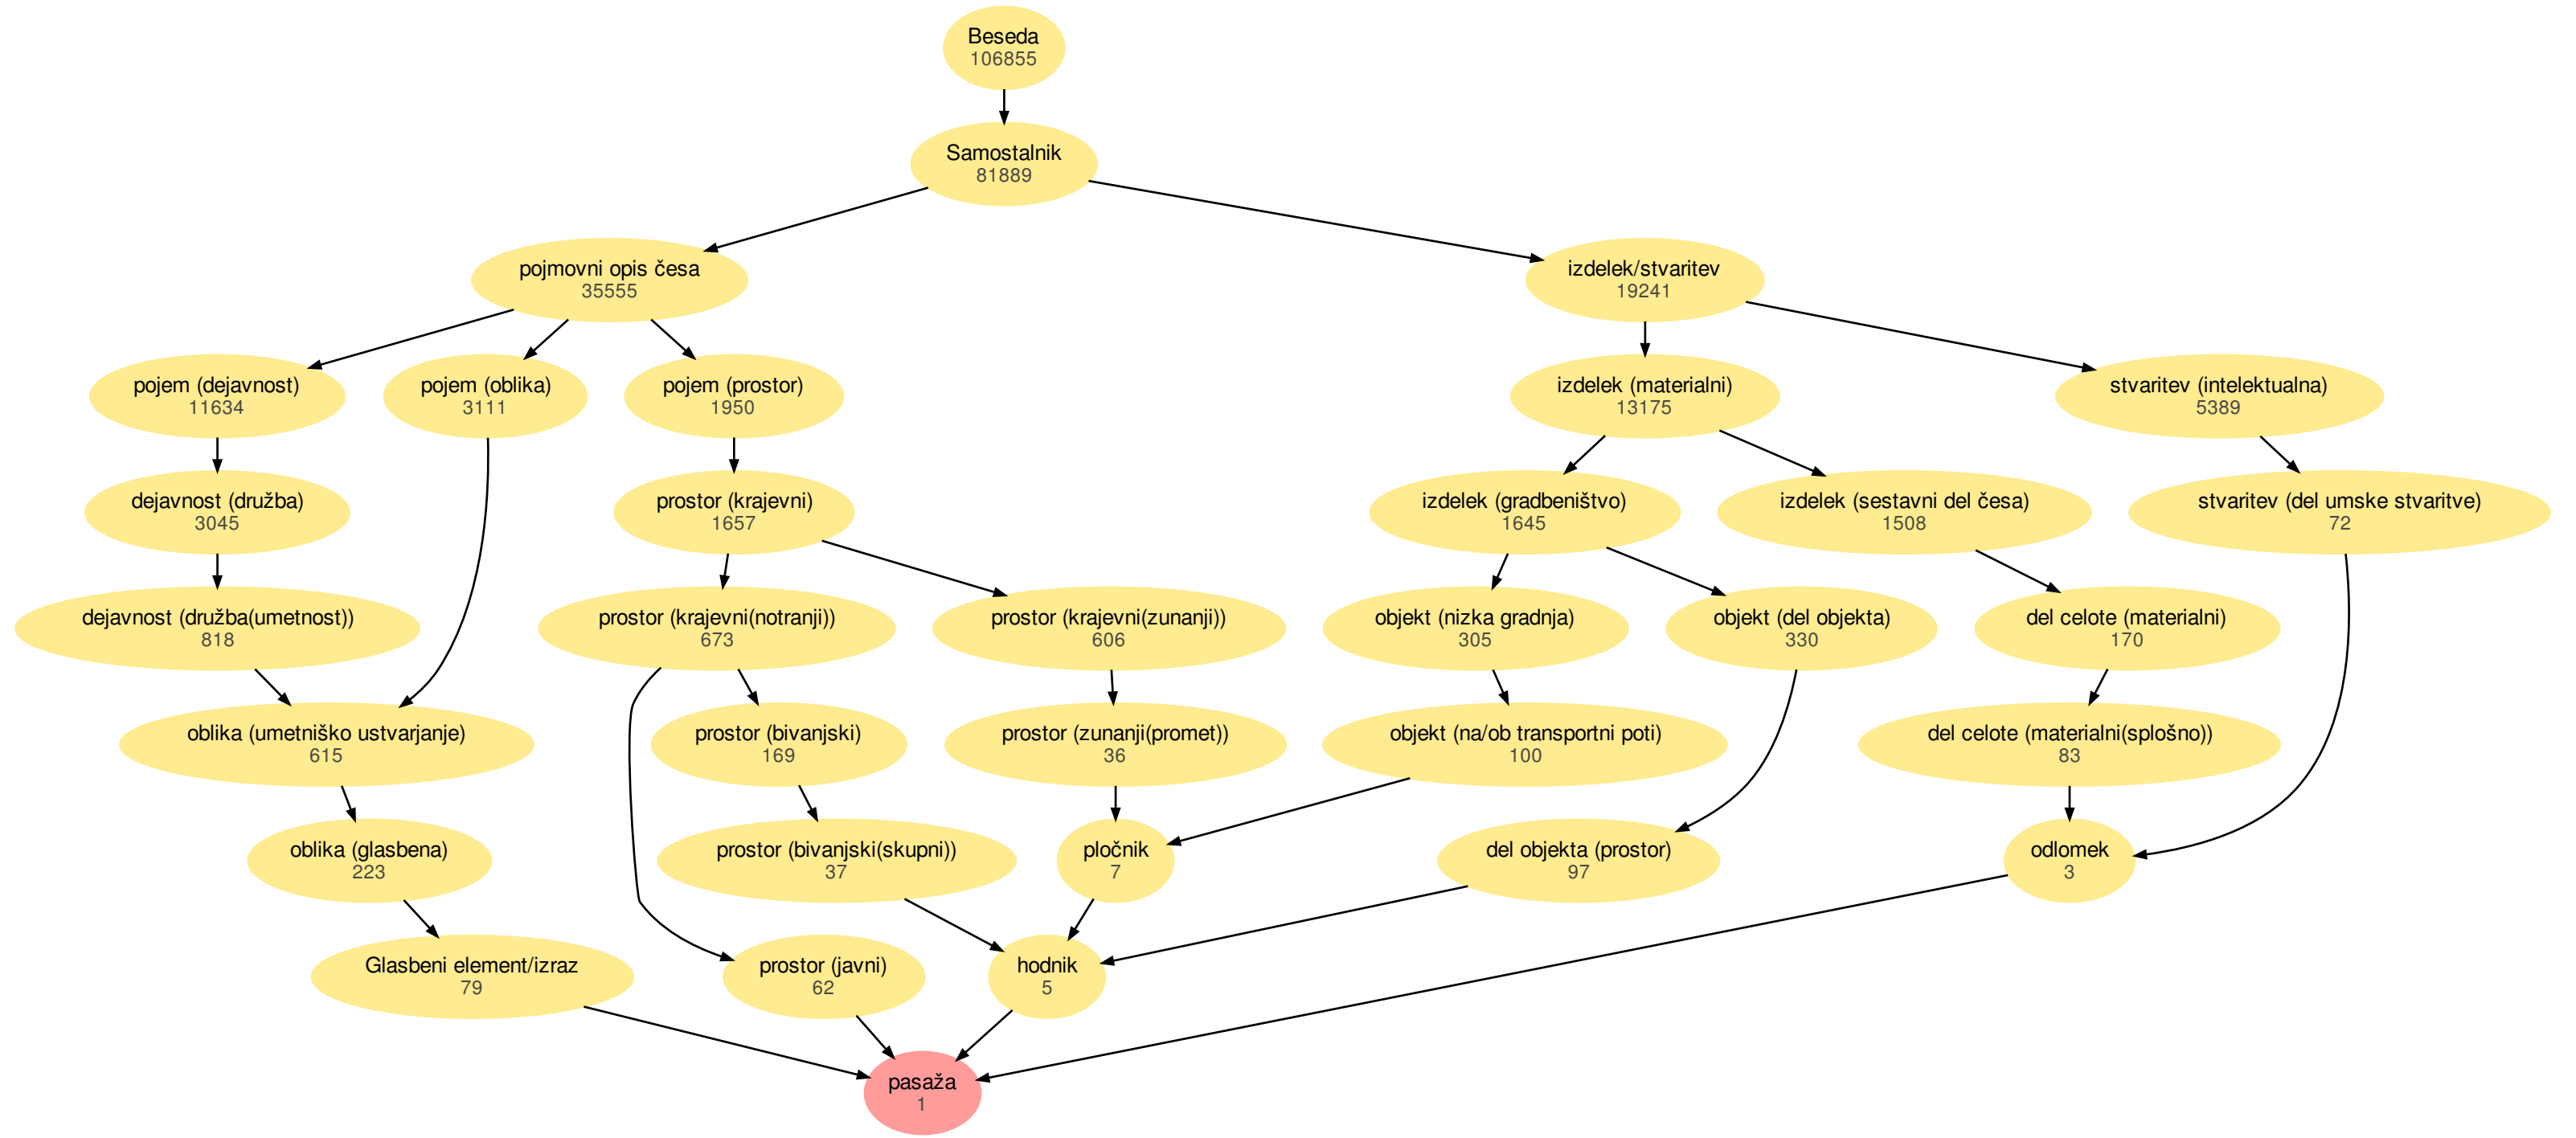 Beseda
106855
Samostalnik
81889
pojmovni opis česa
35555
izdelek/stvaritev
19241
pojem (dejavnost)
11634
pojem (oblika)
3111
pojem (prostor)
1950
izdelek (materialni)
13175
stvaritev (intelektualna)
5389
dejavnost (družba)
3045
prostor (krajevni)
1657
izdelek (gradbeništvo)
1645
izdelek (sestavni del česa)
1508
stvaritev (del umske stvaritve)
72
dejavnost (družba(umetnost))
818
prostor (krajevni(notranji))
673
prostor (krajevni(zunanji))
606
objekt (nizka gradnja)
305
objekt (del objekta)
330
del celote (materialni)
170
oblika (umetniško ustvarjanje)
615
prostor (bivanjski)
169
prostor (zunanji(promet))
36
objekt (na/ob transportni poti)
100
del celote (materialni(splošno))
83
oblika (glasbena)
223
prostor (bivanjski(skupni))
37
pločnik
7
del objekta (prostor)
97
odlomek
3
Glasbeni element/izraz
79
prostor (javni)
62
hodnik
5
pasaža
1